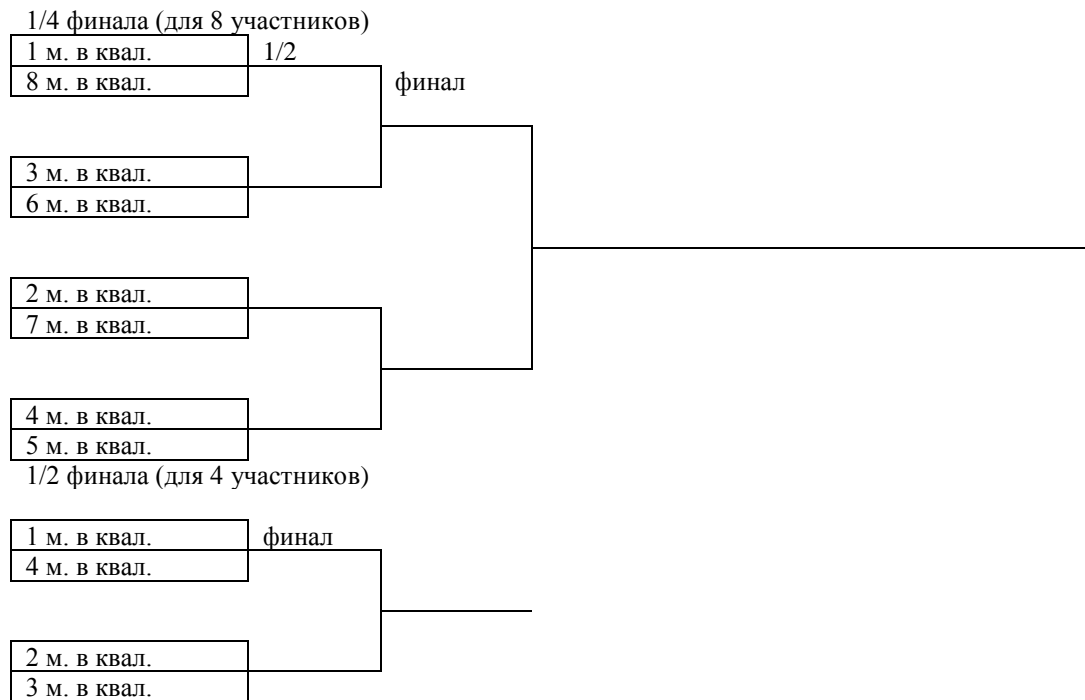 1/4 финала (для 8 участников)
1 м. в квал.
1/2
8 м. в квал.
финал
3 м. в квал.
6 м. в квал.
2 м. в квал.
7 м. в квал.
4 м. в квал.
5 м. в квал.
1/2 финала (для 4 участников)
1 м. в квал.
финал
4 м. в квал.
2 м. в квал.
3 м. в квал.